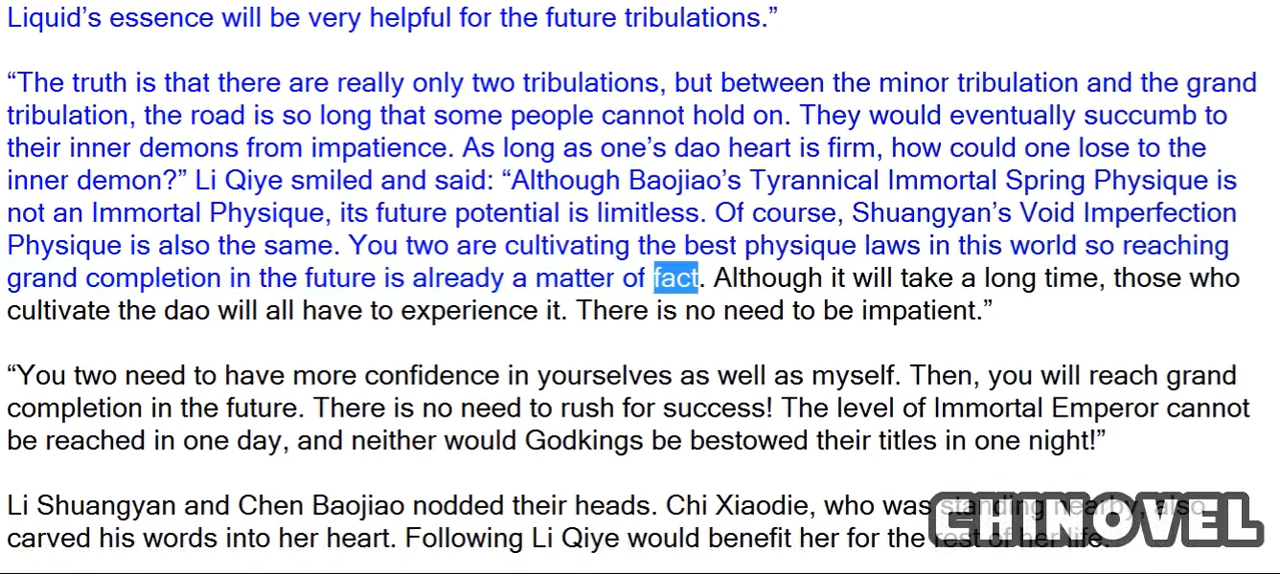 Liquid’s essence will be very helpful for the future tribulations.”
“The truth is that there are really only two tribulations, but between the minor tribulation and the grand
tribulation, the road is so long that some people cannot hold on. They would eventually succumb to
their inner demons from impatience. As long as one’s dao heart is firm, how could one lose to the
inner demon?” Li Qiye smiled and said: “Although Baojiao’s Tyrannical Immortal Spring Physique is
not an Immortal Physique, its future potential is limitless. Of course, Shuangyan’s Void Imperfection
Physique is also the same. You two are cultivating the best physique laws in this world so reaching
grand completion in the future is already a matter of fact. Although it will take a long time, those who
cultivate the dao will all have to experience it. There is no need to be impatient.”
“You two need to have more confidence in yourselves as well as myself. Then, you will reach grand
completion in the future. There is no need to rush for success! The level of Immortal Emperor cannot
be reached in one day, and neither would Godkings be bestowed their titles in one night!”
Li Shuangyan and Chen Baojiao nodded their heads. Chi Xiaodie, who was standing nearby, also
carved his words into her heart. Following Li Qiye would benefit her for the rest of her life.
CHINOVEL